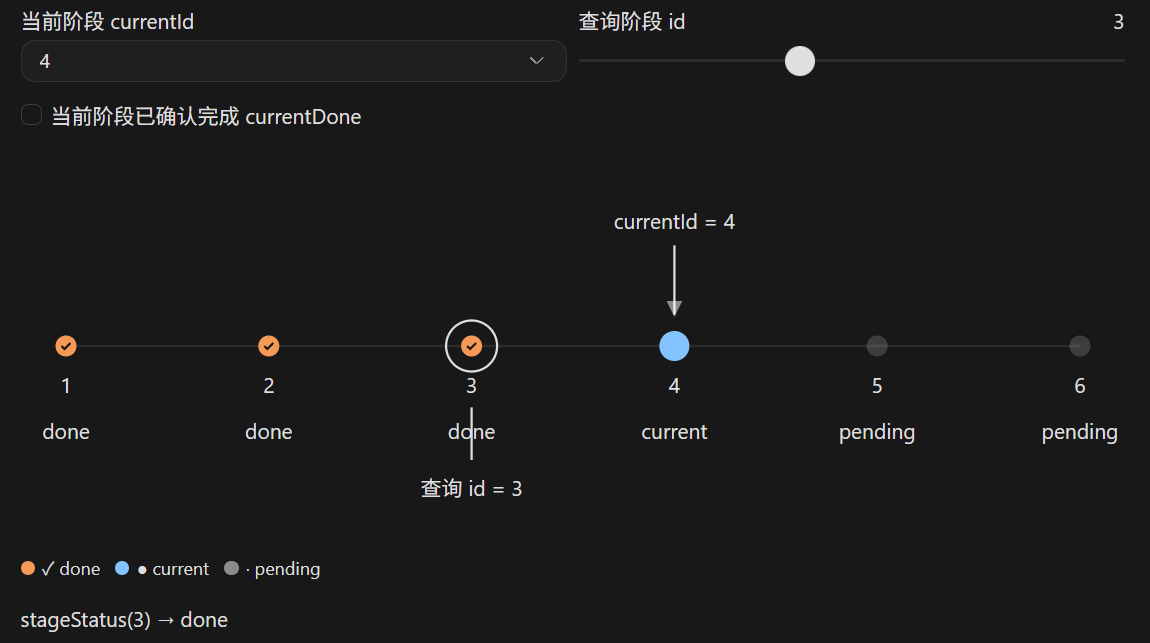 当前阶段 currentId
查询阶段 id 3
4
当前阶段已确认完成 currentDone
currentId = 4
1 2 3 4 5 6
done done done current pending pending
查询 id = 3
✓ done ● current · pending
stageStatus(3) → done